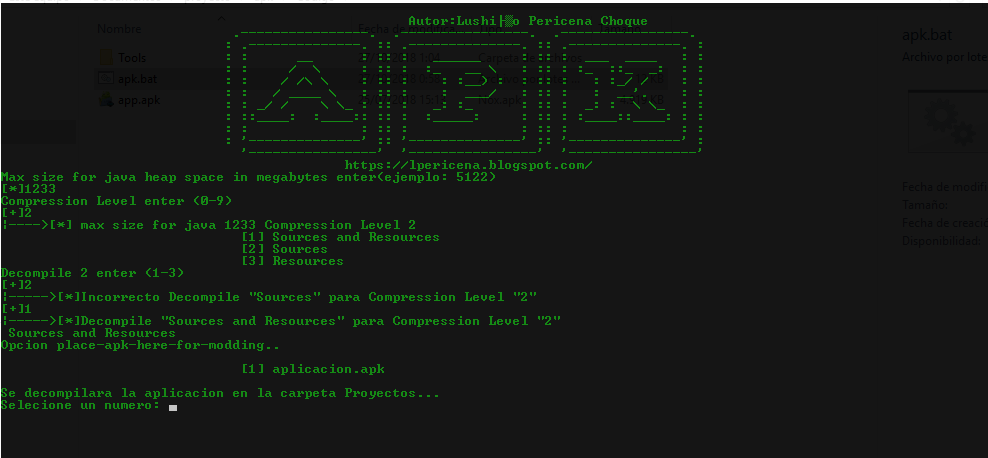 Autor:Lushi|▒o Pericena Choque
Nombre
Tools
apk.bat
app.apk
apk.bat
Archivo por lote
https://lpericena.blogspot.com/
Max size for java heap space in megabytes enter(ejemplo: 5122)
[*]1233
Compression Level enter (0-9)
[+]2
|---->[*] max size for java 1233 Compression Level 2
[1] Sources and Resources
[2] Sources
[3] Resources
Decompile 2 enter (1-3)
[+]2
|----->[*]Incorrecto Decompile "Sources" para Compression Level "2"
[+]1
|----->[*]Decompile "Sources and Resources" para Compression Level "2"
Sources and Resources
Opcion place-apk-here-for-modding..
[1] aplicacion.apk
Se decompilara la aplicacion en la carpeta Proyectos...
Selecione un numero:
Fecha de modifi
Tamaño:
Fecha de creació
Disponibilidad: